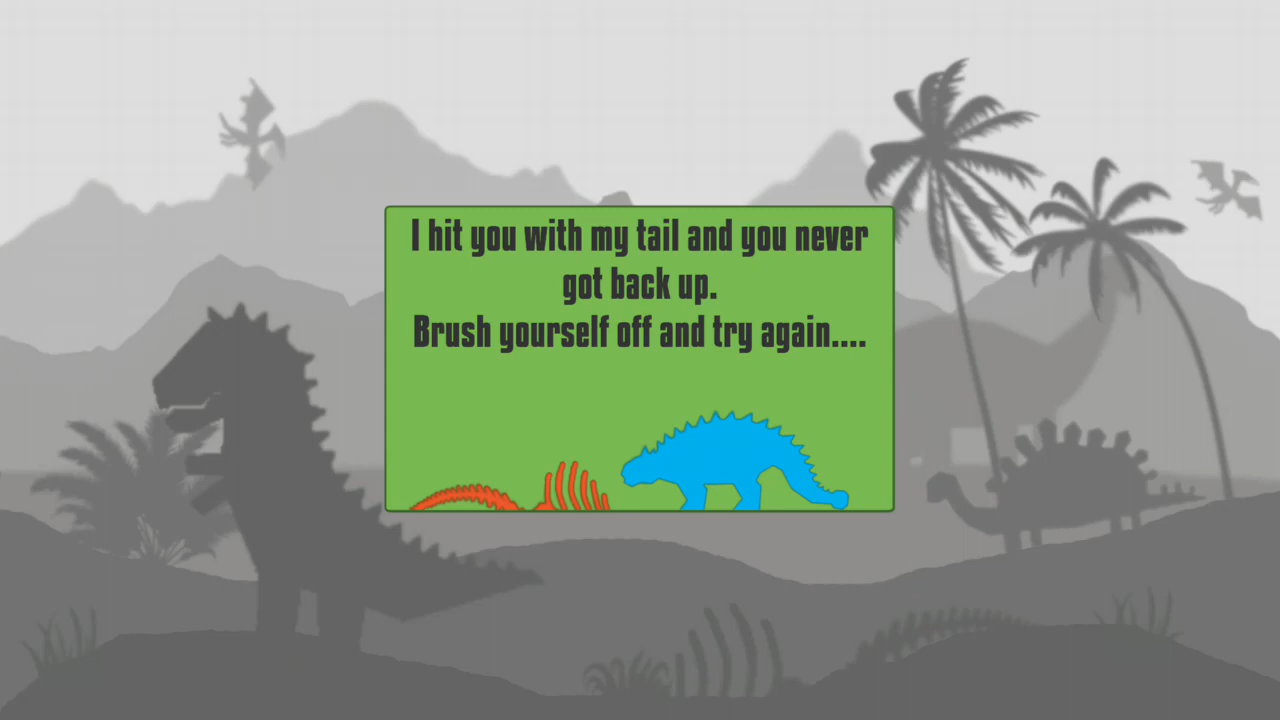 I hit you with my tail and you never
got back up.
Brush yourself off and try again....